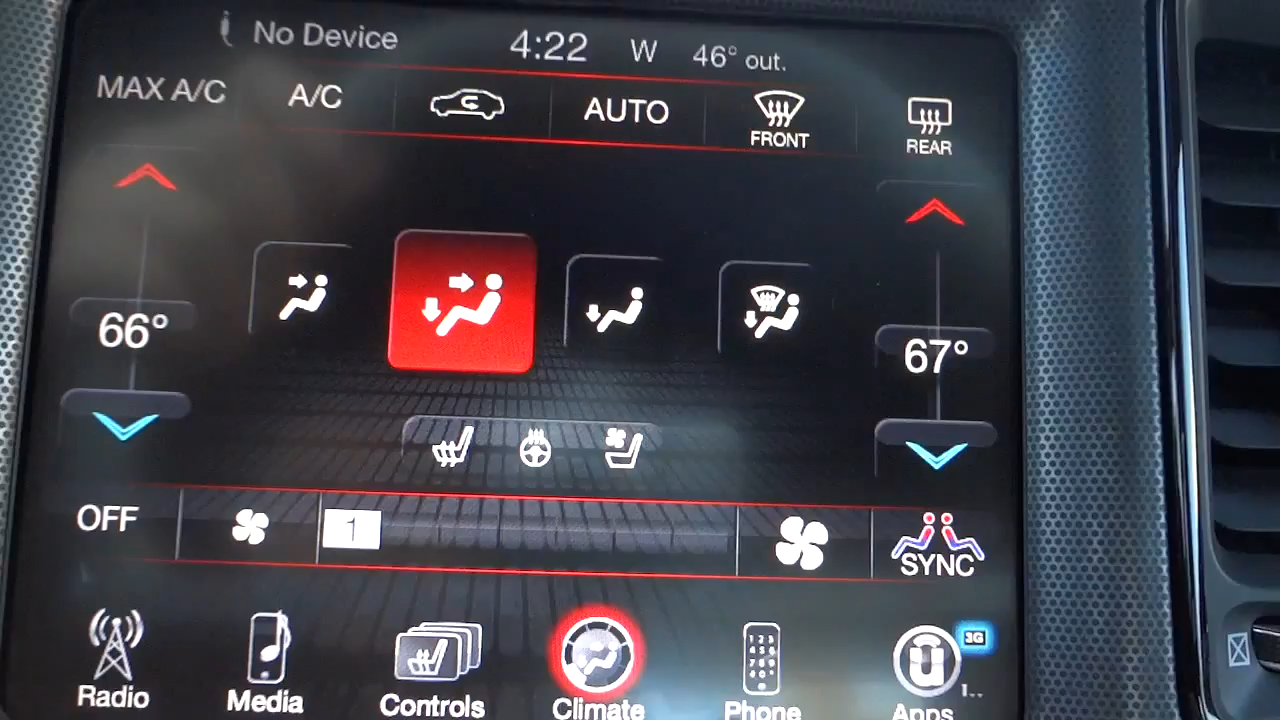 No Device 4:22 W 46° out.
MAX A/C A/C AUTO FRONT REAR
66° 67°
OFF 1 SYNC
3G
Radio Media Controls Climate Phone Apps